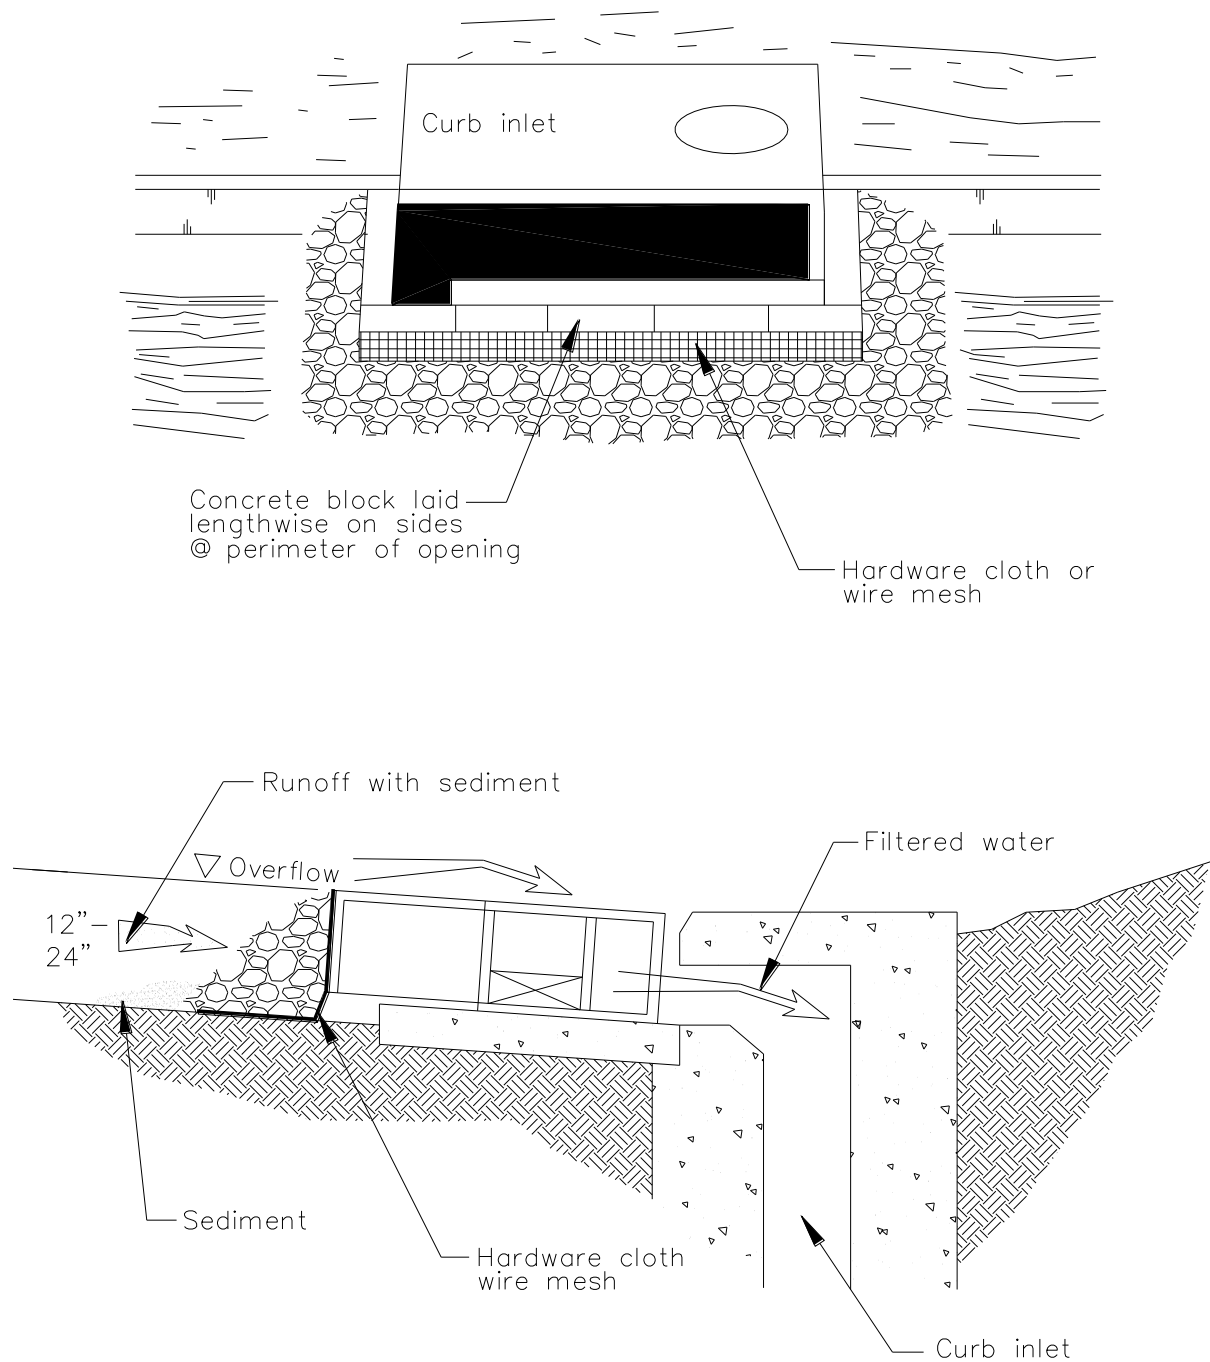 Curb inlet
Concrete block laid
lengthwise on sides
@ perimeter of opening
Hardware cloth or
wire mesh
Runoff with sediment
Filtered water
Overflow
12”–
24”
Sediment
Hardware cloth
wire mesh
Curb inlet